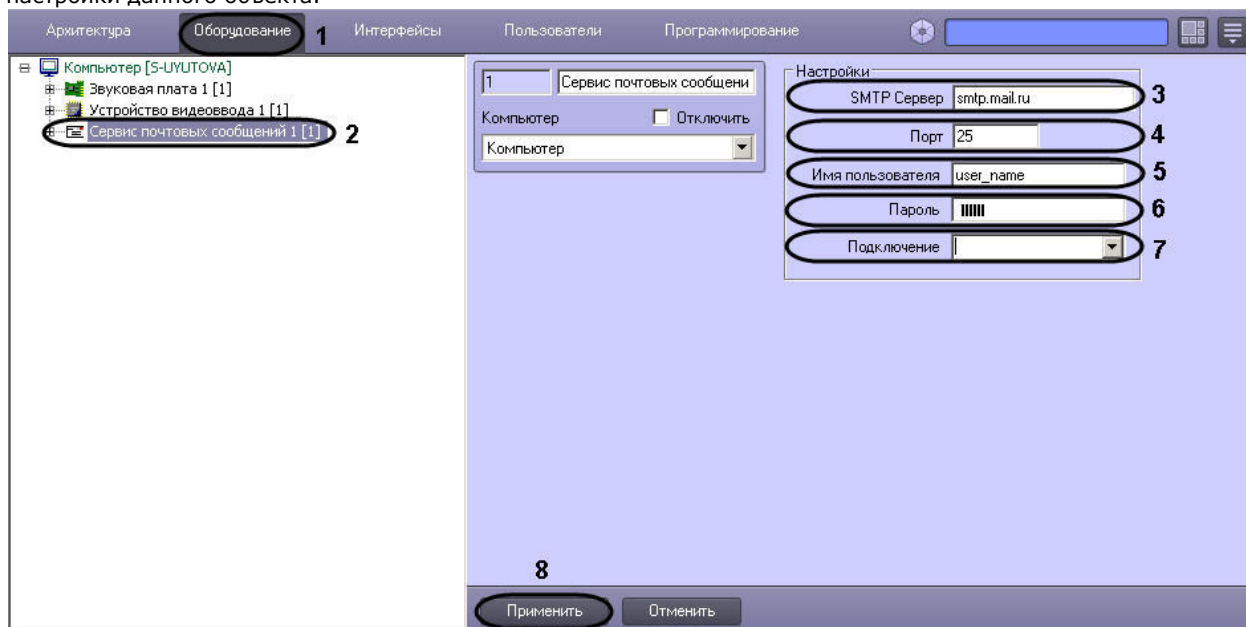 настройки данного объекта.
Архитектура Оборудование 1 Интерфейсы Пользователи Программирование
Компьютер [S-UYUTOVA]
Звуковая плата 1 [1]
Устройство видеоввода 1 [1]
Сервис почтовых сообщений 1 [1] 2
1 Сервис почтовых сообщени
Компьютер Отключить
Компьютер
Настройки
SMTP Сервер smtp.mail.ru 3
Порт 25 4
Имя пользователя user_name 5
Пароль 6
Подключение 7
8
Применить Отменить